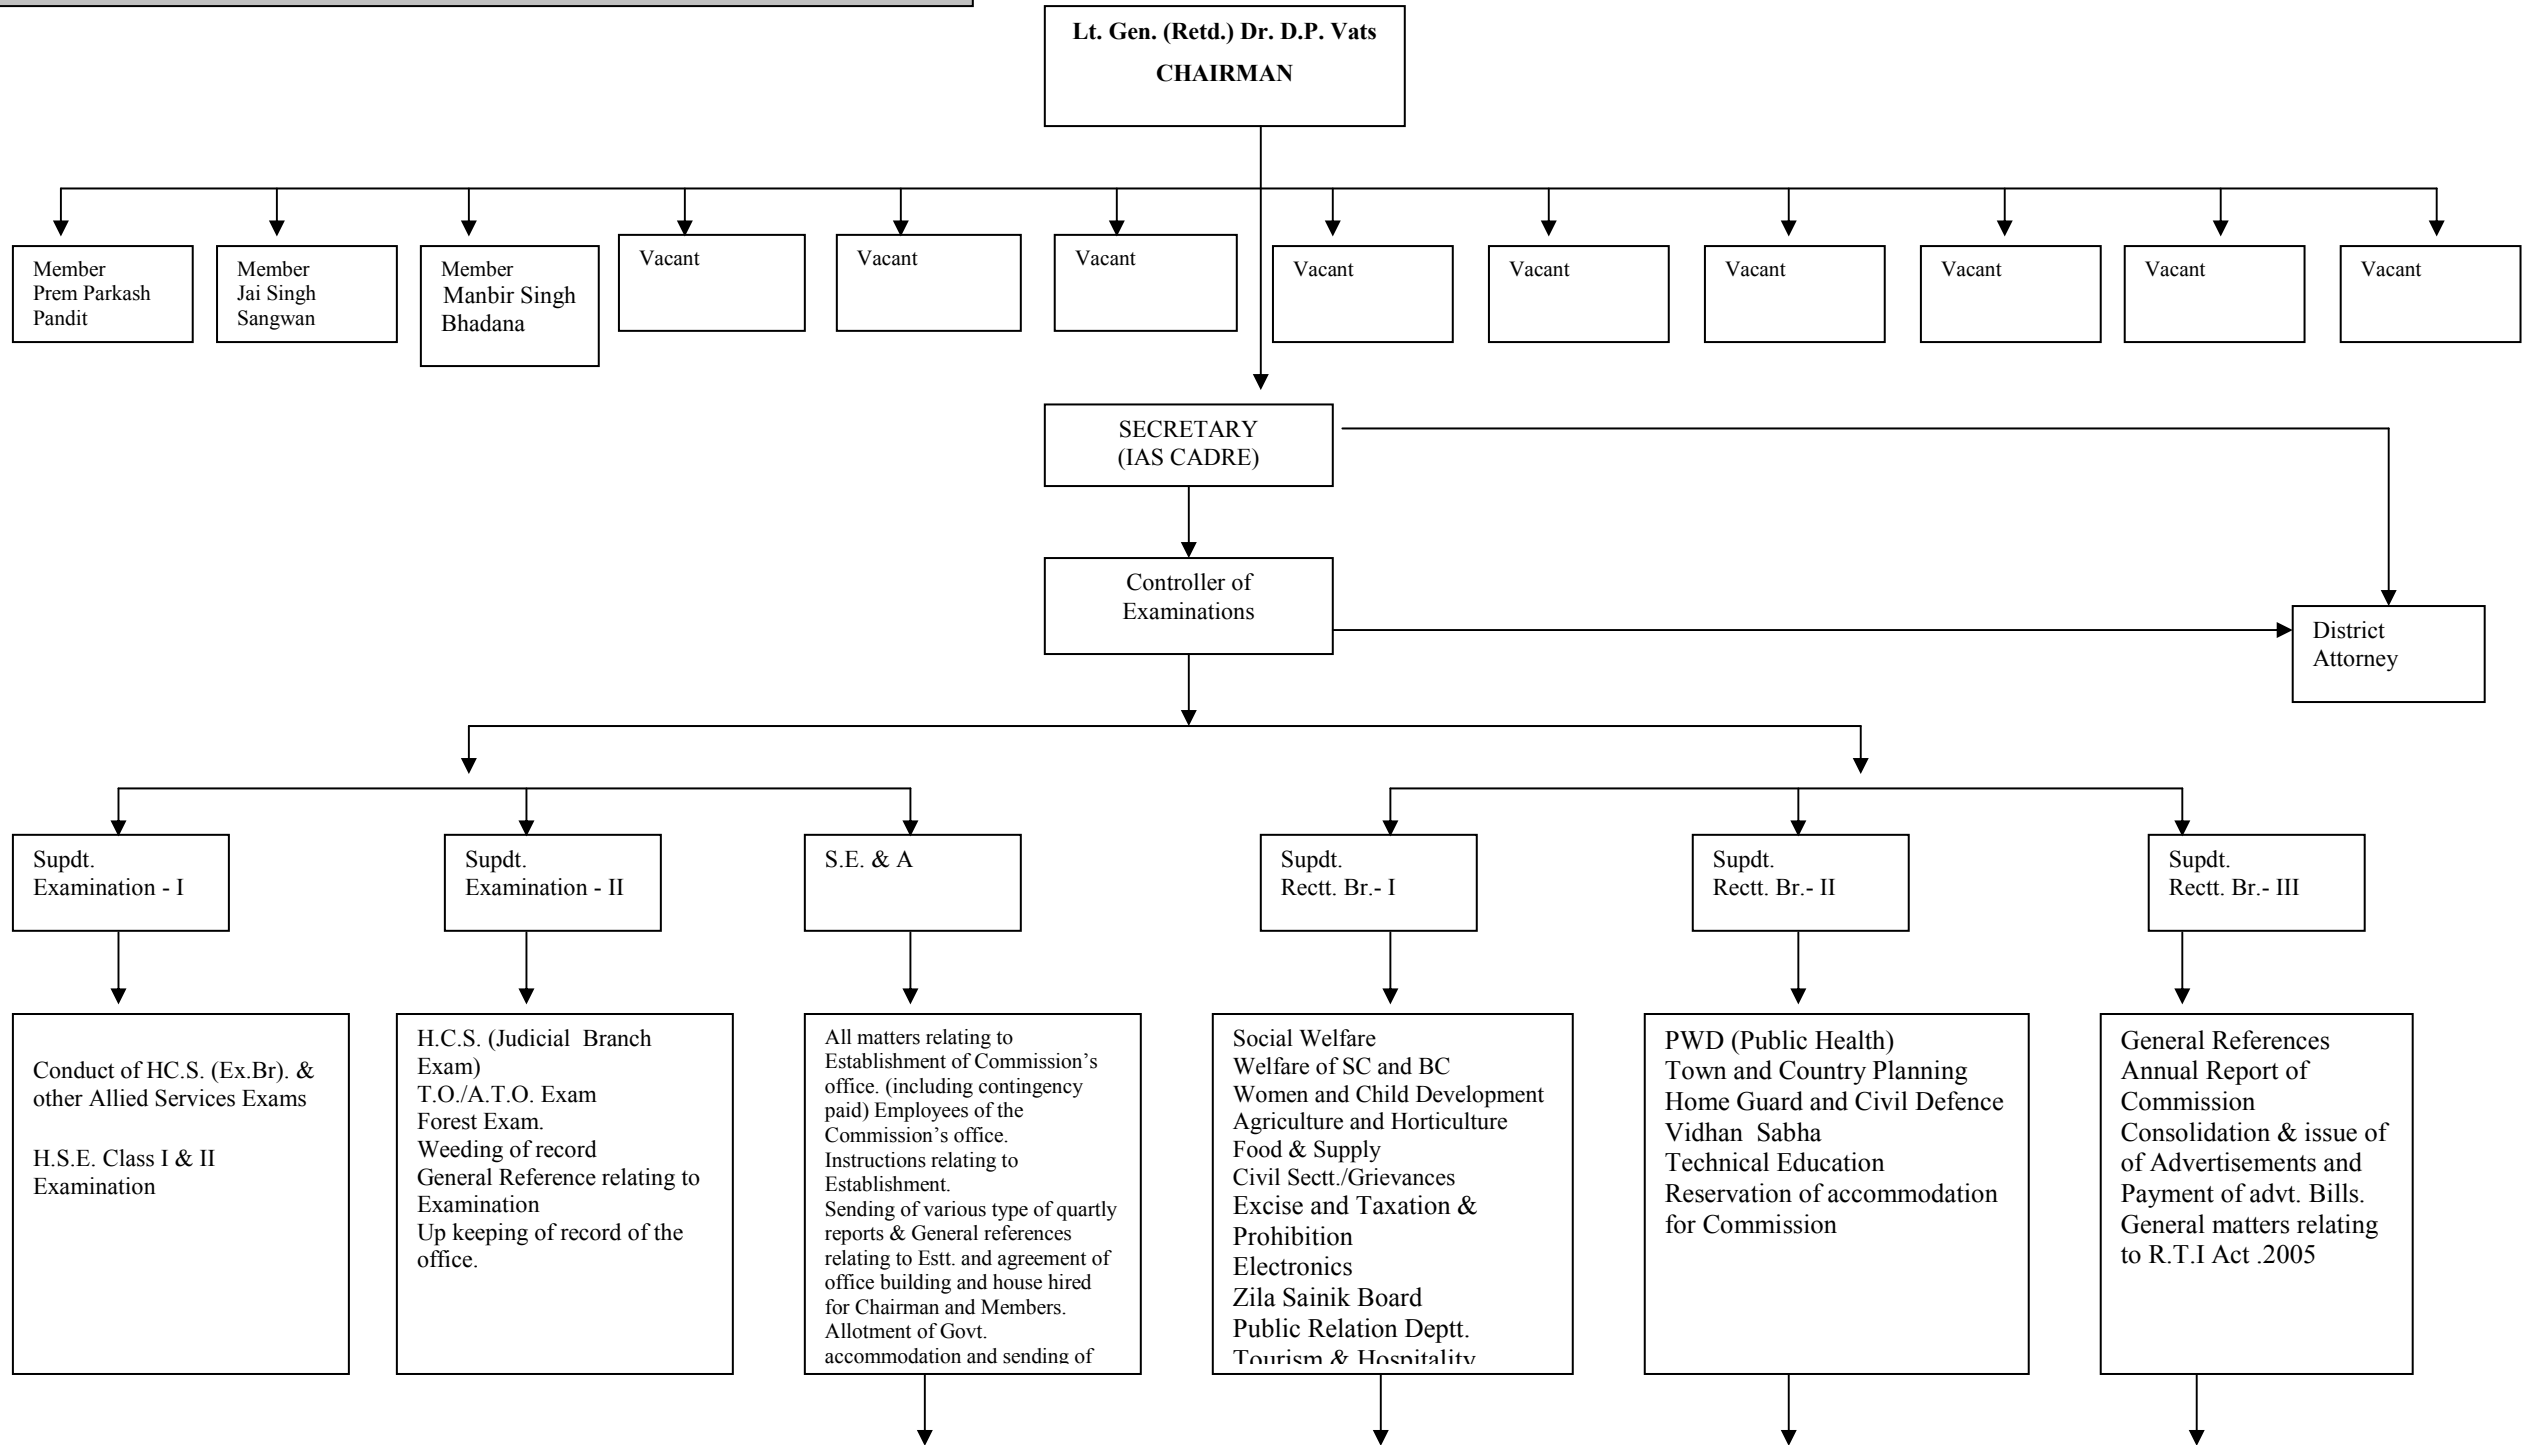 Lt. Gen. (Retd.) Dr. D.P. Vats
CHAIRMAN
Member
Prem Parkash
Pandit
Member
Jai Singh
Sangwan
Member
Manbir Singh
Bhadana
Vacant
Vacant
Vacant
Vacant
Vacant
Vacant
Vacant
Vacant
Vacant
SECRETARY
(IAS CADRE)
Controller of
Examinations
District
Attorney
Supdt.
Examination - I
Supdt.
Examination - II
S.E. & A
Supdt.
Rectt. Br.- I
Supdt.
Rectt. Br.- II
Supdt.
Rectt. Br.- III
Conduct of HC.S. (Ex.Br). &
other Allied Services Exams
H.S.E. Class I & II
Examination
H.C.S. (Judicial Branch
Exam)
T.O./A.T.O. Exam
Forest Exam.
Weeding of record
General Reference relating to
Examination
Up keeping of record of the
office.
All matters relating to
Establishment of Commission’s
office. (including contingency
paid) Employees of the
Commission’s office.
Instructions relating to
Establishment.
Sending of various type of quartly
reports & General references
relating to Estt. and agreement of
office building and house hired
for Chairman and Members.
Allotment of Govt.
accommodation and sending of
Social Welfare
Welfare of SC and BC
Women and Child Development
Agriculture and Horticulture
Food & Supply
Civil Sectt./Grievances
Excise and Taxation &
Prohibition
Electronics
Zila Sainik Board
Public Relation Deptt.
Tourism & Hospitality
PWD (Public Health)
Town and Country Planning
Home Guard and Civil Defence
Vidhan Sabha
Technical Education
Reservation of accommodation
for Commission
General References
Annual Report of
Commission
Consolidation & issue of
of Advertisements and
Payment of advt. Bills.
General matters relating
to R.T.I Act .2005